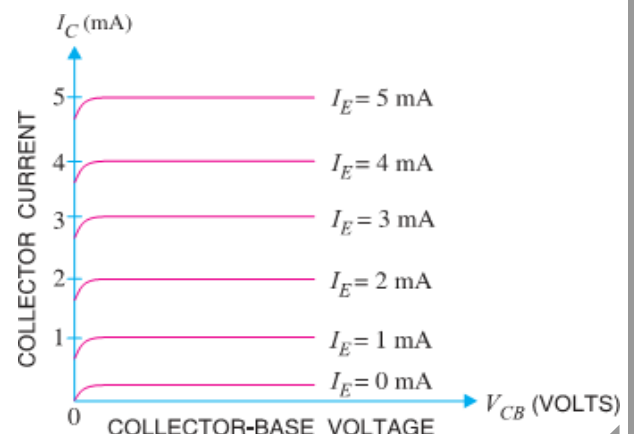 I_C (mA)
5
I_E = 5 mA
4
I_E = 4 mA
3
I_E = 3 mA
2
I_E = 2 mA
1
I_E = 1 mA
I_E = 0 mA
COLLECTOR CURRENT
0
V_CB (VOLTS)
COLLECTOR-BASE VOLTAGE